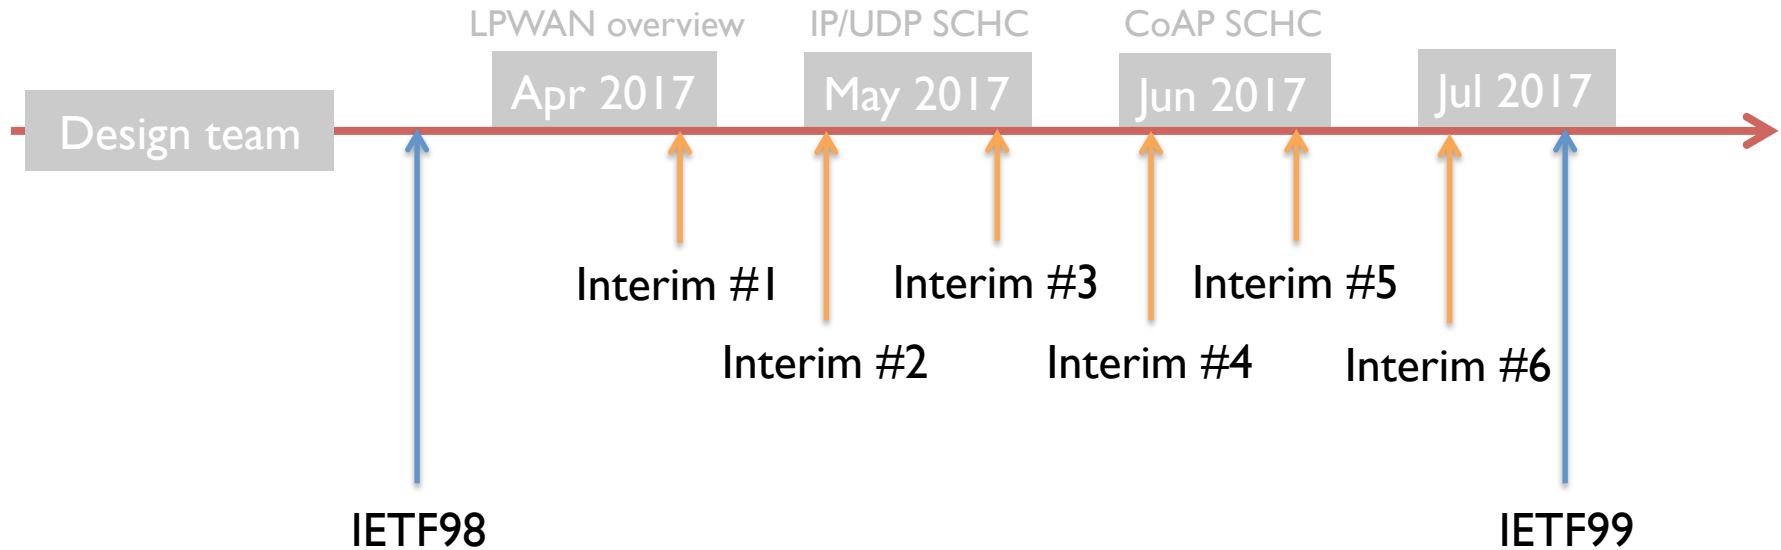 LPWAN overview
IP/UDP SCHC
CoAP SCHC
Design team
Apr 2017
May 2017
Jun 2017
Jul 2017
Interim #1
Interim #3
Interim #5
Interim #2
Interim #4
Interim #6
IETF98
IETF99